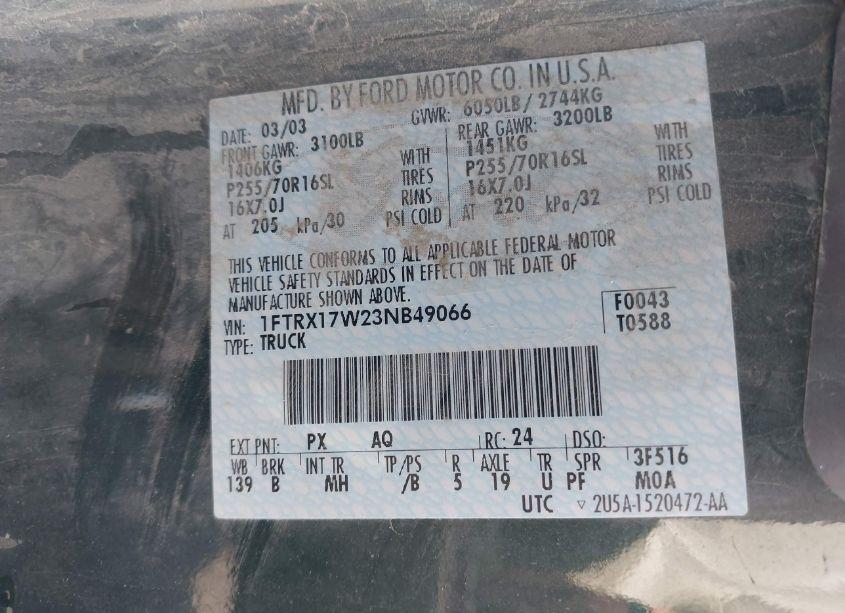 MFD. BY FORD MOTOR CO. IN U.S.A.
DATE: 03/03 GVWR: 6050LB / 2744KG
FRONT GAWR: 3100LB REAR GAWR: 3200LB
1406KG WITH 1451KG WITH
P255/70R16SL TIRES P255/70R16SL TIRES
16X7.0J RIMS 16X7.0J RIMS
AT 205 kPa/30 PSI COLD AT 220 kPa/32 PSI COLD
THIS VEHICLE CONFORMS TO ALL APPLICABLE FEDERAL MOTOR
VEHICLE SAFETY STANDARDS IN EFFECT ON THE DATE OF
MANUFACTURE SHOWN ABOVE.
VIN: 1FTRX17W23NB49066 F0043
TYPE: TRUCK T0588
EXT PNT: PX AQ RC: 24 DSO:
WB BRK INT TR TP/PS R AXLE TR SPR 3F516
139 B MH /B 5 19 U PF MOA
UTC ▽ 2U5A-1520472-AA